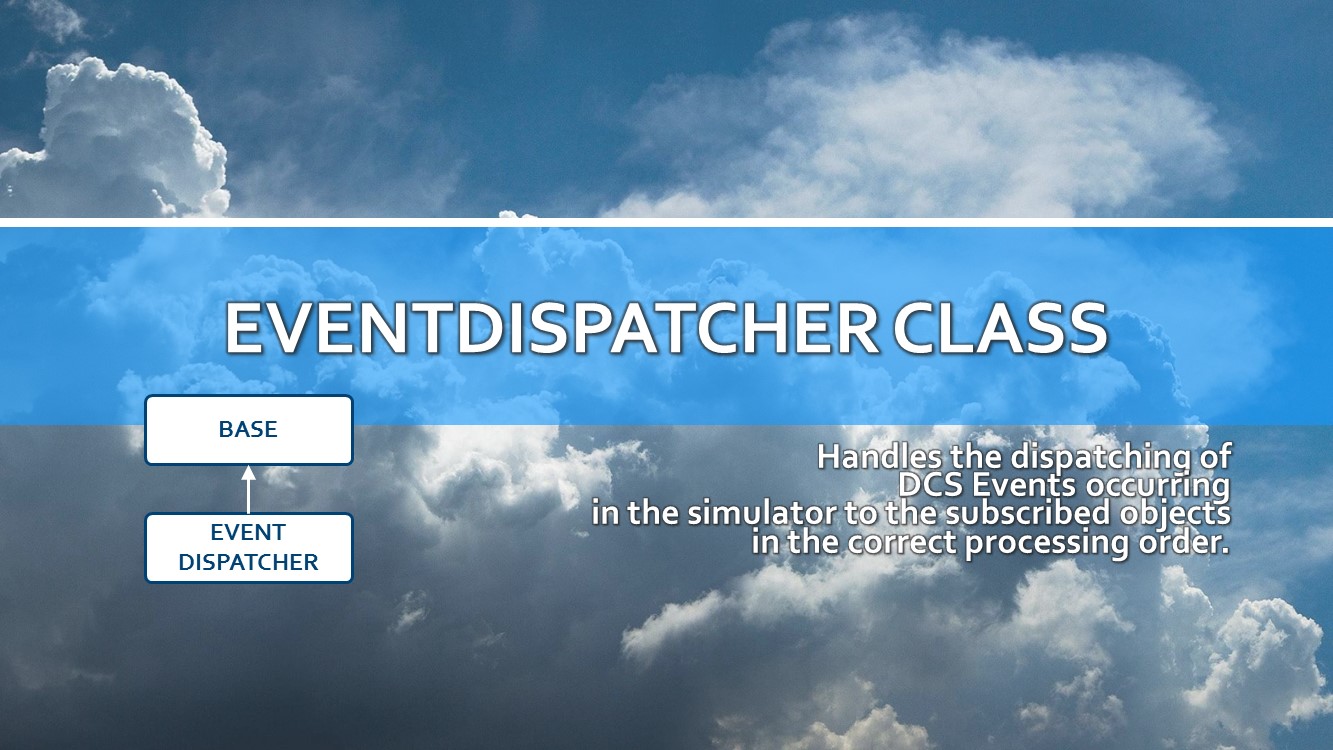 EVENTDISPATCHER CLASS
BASE
EVENT
DISPATCHER
Handles the dispatching of
DCS Events occurring
in the simulator to the subscribed objects
in the correct processing order.